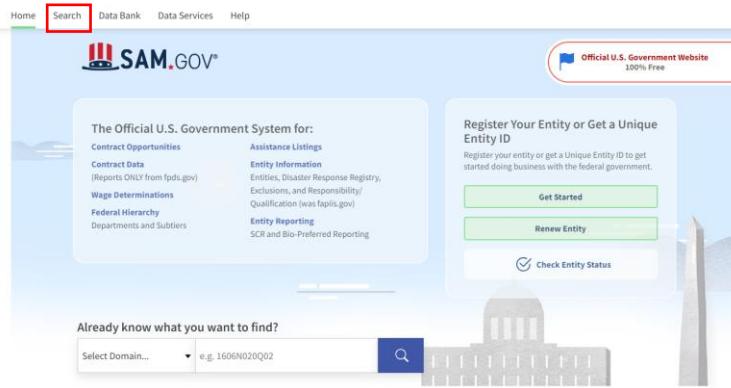 Home Search Data Bank Data Services Help
SAM.GOV®
Official U.S. Government Website
100% Free
The Official U.S. Government System for:
Contract Opportunities
Contract Data
(Reports ONLY from fpds.gov)
Wage Determinations
Federal Hierarchy
Departments and Subtiers
Assistance Listings
Entity Information
Entities, Disaster Response Registry,
Exclusions, and Responsibility/
Qualification (was fapiis.gov)
Entity Reporting
SCR and Bio-Preferred Reporting
Register Your Entity or Get a Unique
Entity ID
Register your entity or get a Unique Entity ID to get
started doing business with the federal government.
Get Started
Renew Entity
Check Entity Status
Already know what you want to find?
Select Domain... e.g. 1606N020Q02